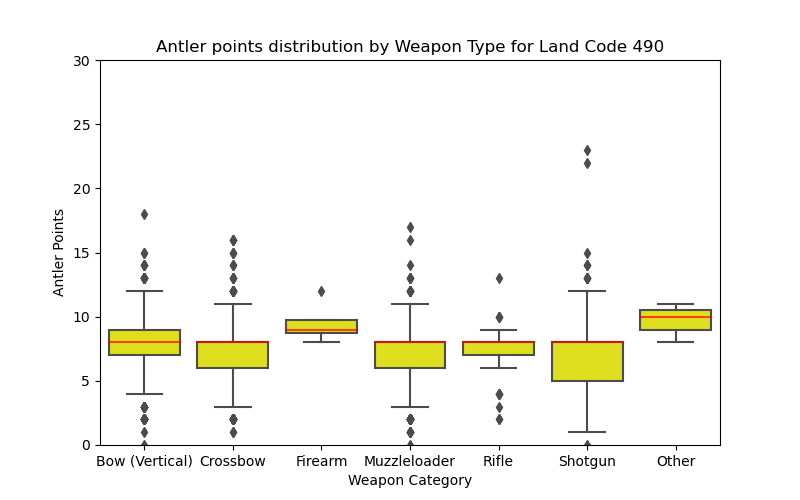 Antler points distribution by Weapon Type for Land Code 490
30
25
20
15
10
5
0
Antler Points
Bow (Vertical) Crossbow Firearm Muzzleloader Rifle Shotgun Other
Weapon Category